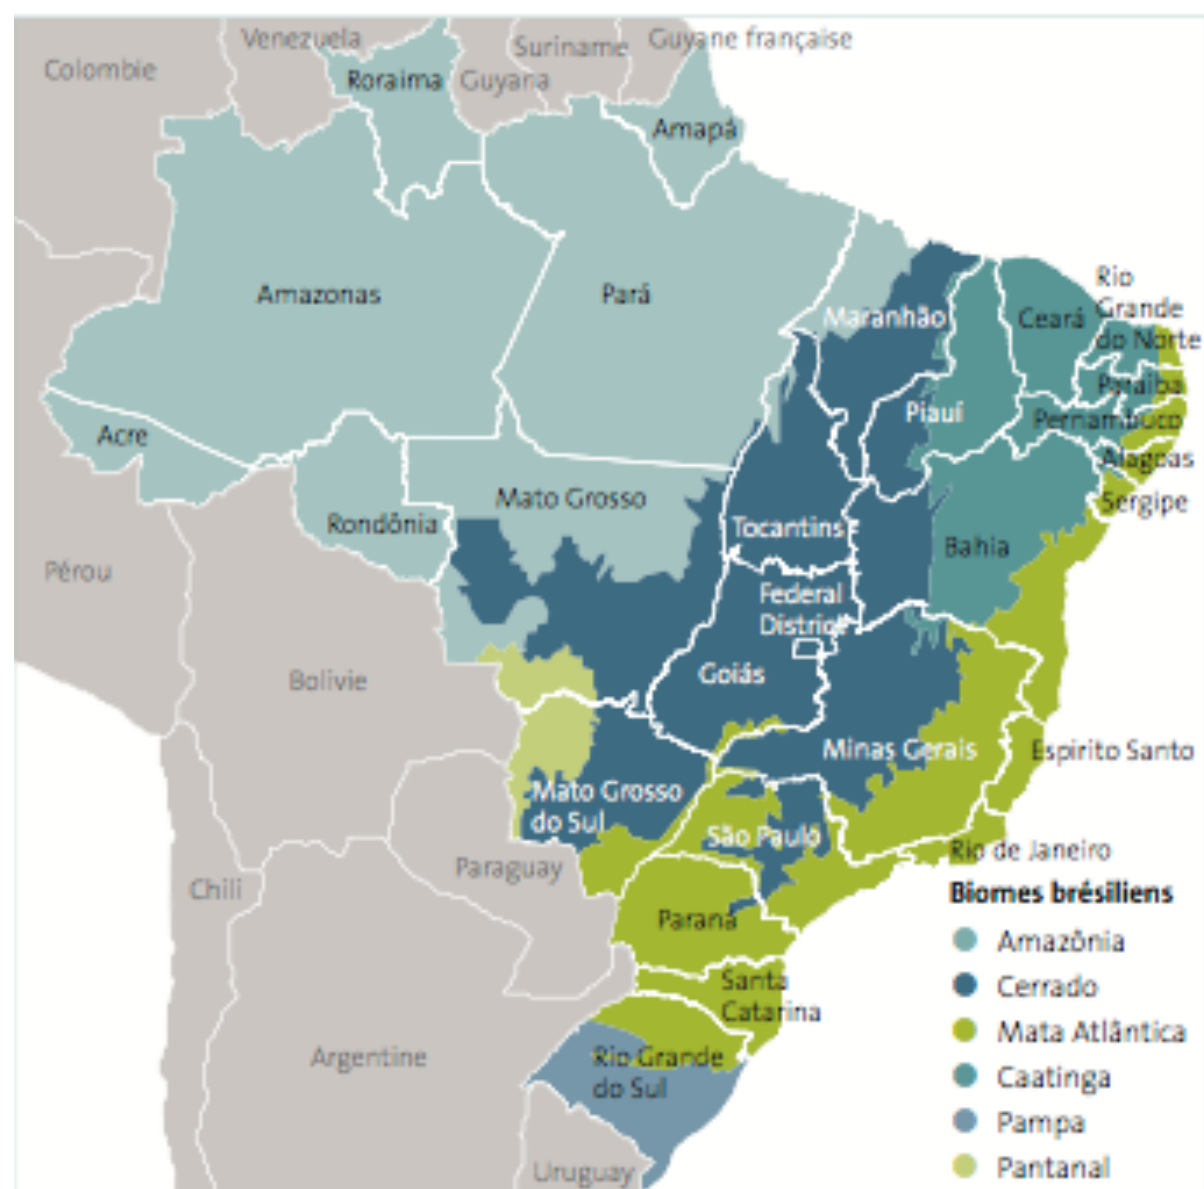 Venezuela
Suriname
Guyane française
Colombie
Roraima
Guyana
Amapá
Amazonas
Pará
Maranhão
Ceará
Rio
Grande
do Norte
Paraíba
Piauí
Pernambuco
Acre
Alagoas
Sergipe
Mato Grosso
Rondônia
Tocantins
Bahia
Pérou
Federal
District
Goiás
Bolivie
Minas Gerais
Espirito Santo
Mato Grosso
do Sul
São Paulo
Rio de Janeiro
Paraguay
Chili
Paraná
Santa
Catarina
Argentine
Rio Grande
do Sul
Uruguay
Biomes brésiliens
Amazônia
Cerrado
Mata Atlântica
Caatinga
Pampa
Pantanal